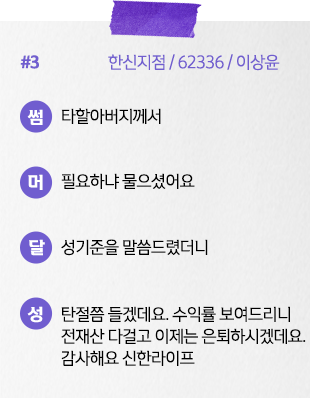 #3 한신지점 / 62336 / 이상윤
썸 타할아버지께서
머 필요하냐 물으셨어요
달 성기준을 말씀드렸더니
성 탄절쯤 들겠데요. 수익률 보여드리니
전재산 다걸고 이제는 은퇴하시겠데요.
감사해요 신한라이프